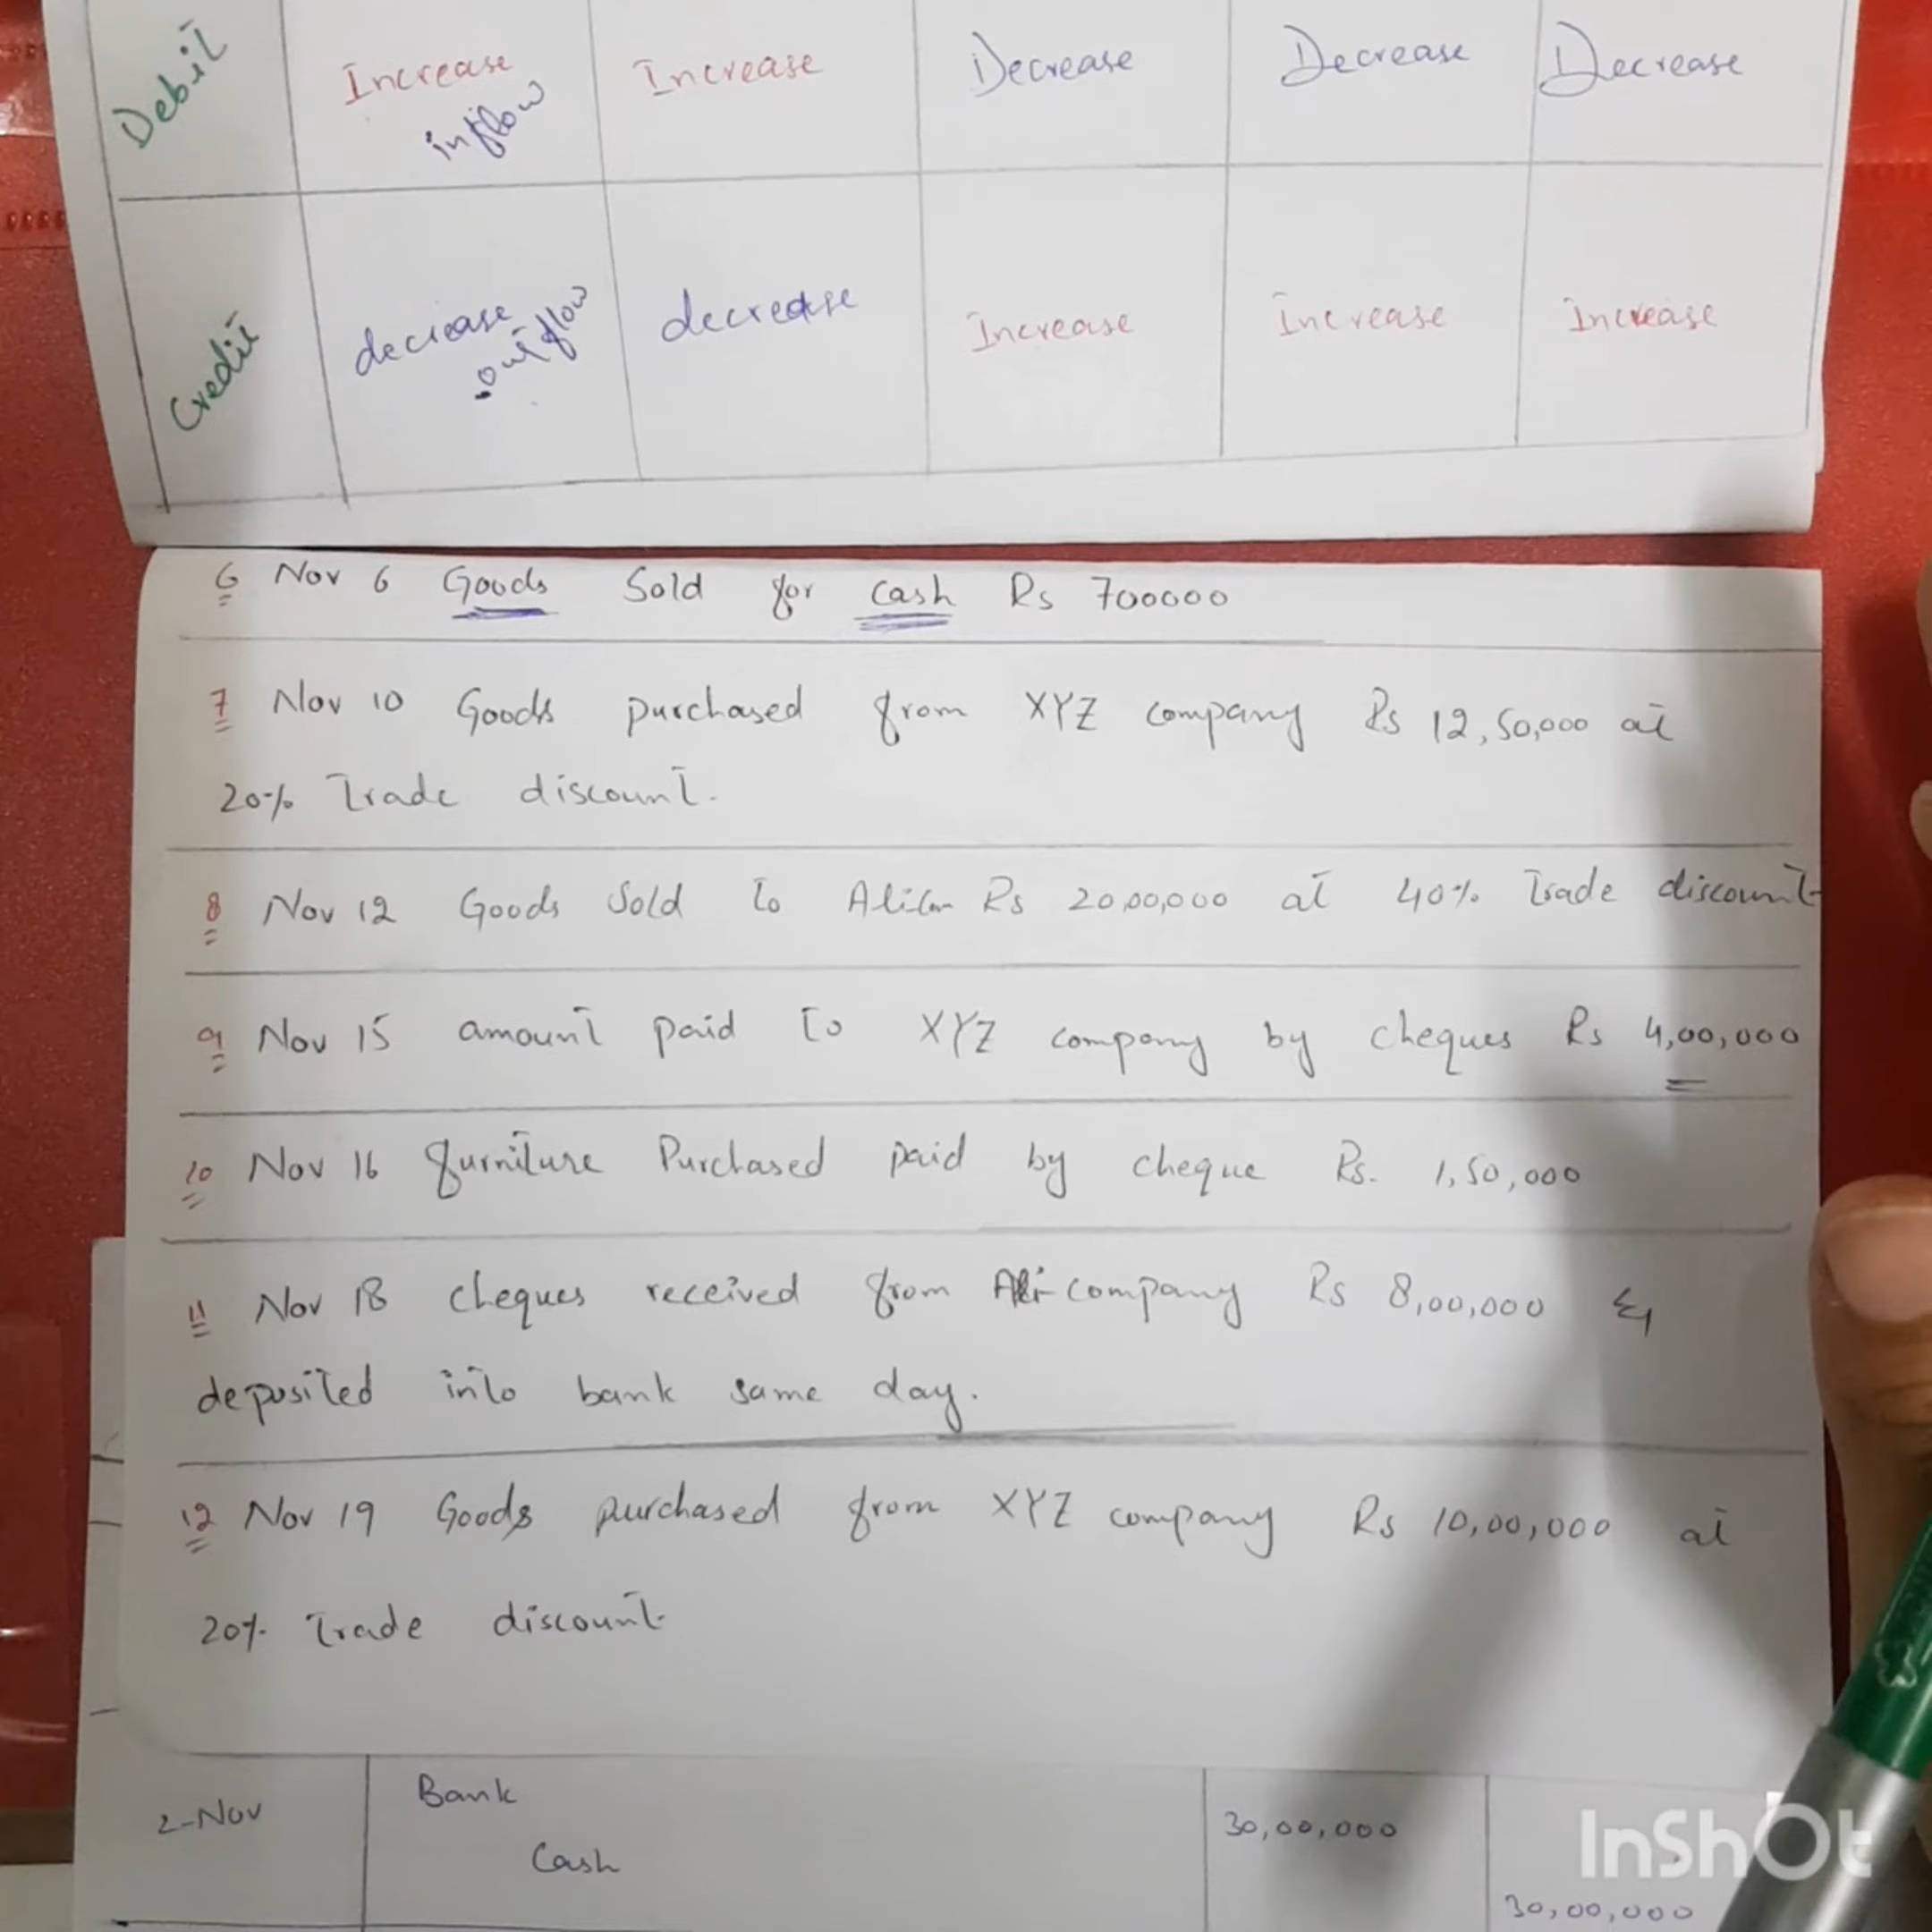 Debit Increase Increase Decrease Decrease Decrease
inflow
Credit decrease decrease Increase Increase Increase
outflow
6 Nov 6 Goods Sold for cash Rs 700000
7 Nov 10 Goods purchased from XYZ company Rs 12,50,000 at
20% Trade discount.
8 Nov 12 Goods Sold to Rs 20,00,000 at 40% Trade discount
9 Nov 15 amount paid to XYZ company by cheques Rs 4,00,000
10 Nov 16 furniture Purchased paid by cheque Rs. 1,50,000
11 Nov 18 cheques received from Ali company Rs 8,00,000 &
deposited into bank same day.
12 Nov 19 Goods purchased from XYZ company Rs 10,00,000 at
20% Trade discount
2-Nov Bank 30,00,000
Cash 30,00,000
InShOt